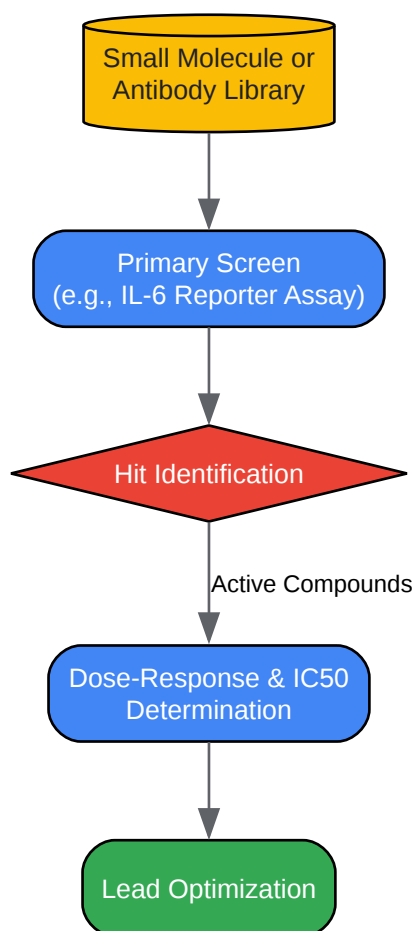 Small Molecule or
Antibody Library
Primary Screen
(e.g., IL-6 Reporter Assay)
Hit Identification
Active Compounds
Dose-Response & IC50
Determination
Lead Optimization